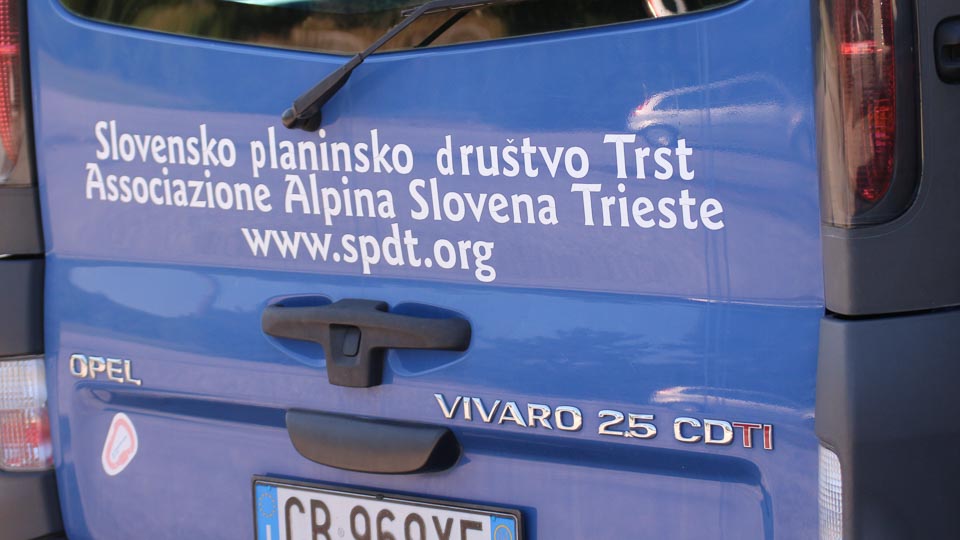 Slovensko planinsko društvo Trst
Associazione Alpina Slovena Trieste
www.spdt.org
OPEL
VIVARO 2.5 CDTI